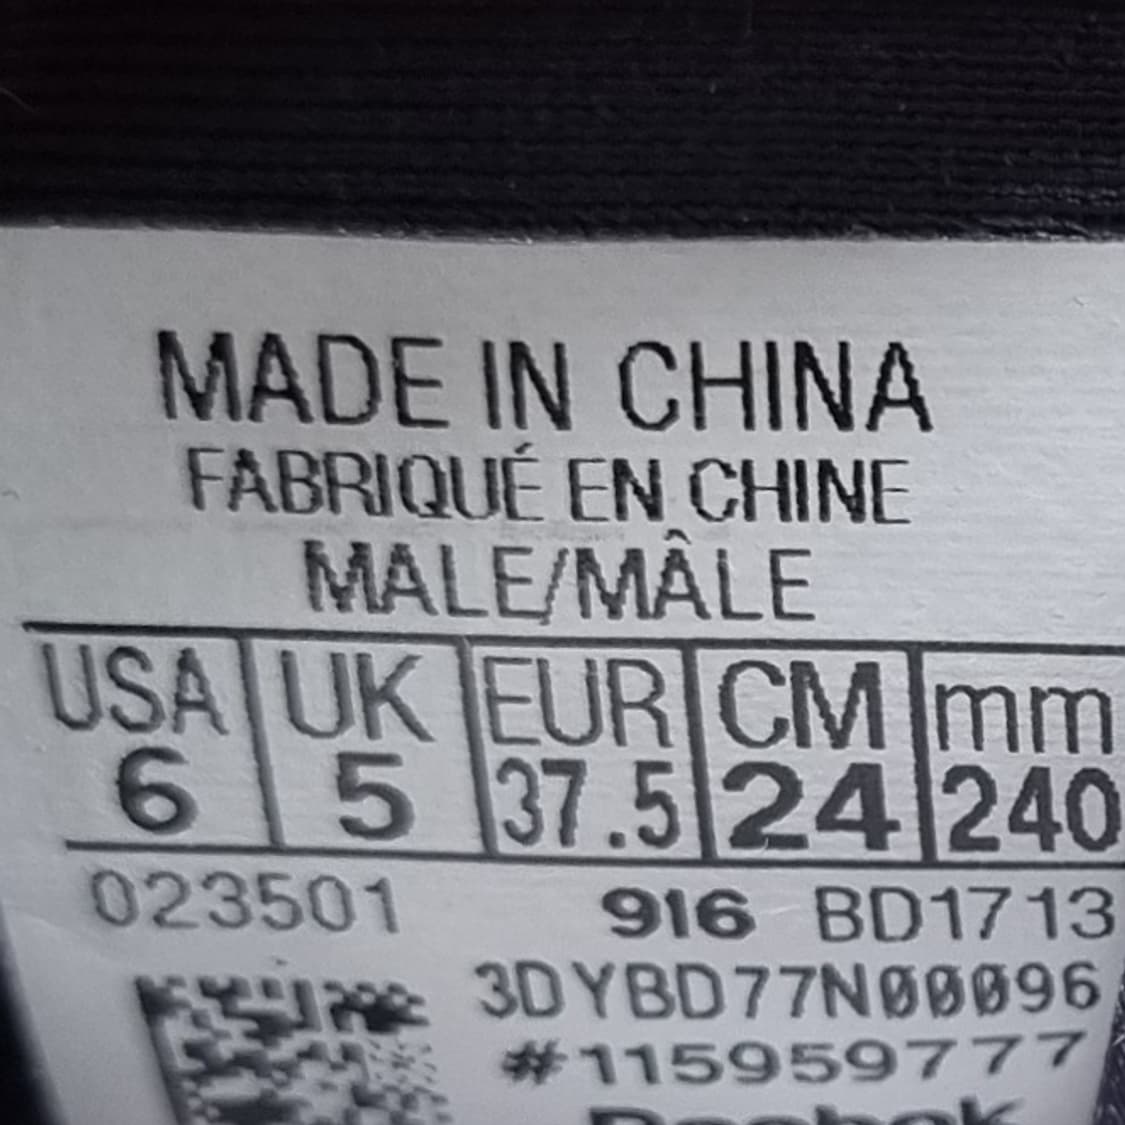 MADE IN CHINA
FABRIQUÉ EN CHINE
MALE/MÂLE
USA UK EUR CM mm
6 5 37.5 24 240
023501 916 BD1713
3DYBD77N00096
#115959777
Reebok